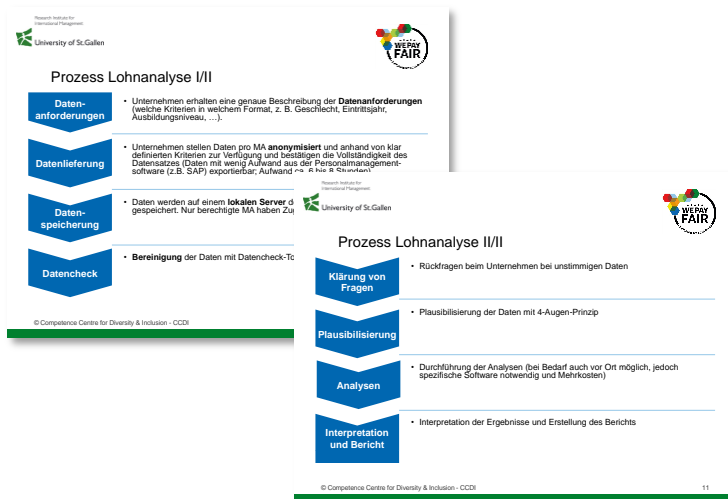 Research Institute for
International Management
University of St.Gallen
WE PAY
FAIR
Prozess Lohnanalyse I/II
Daten-
anforderungen
• Unternehmen erhalten eine genaue Beschreibung der Datenanforderungen
(welche Kriterien in welchem Format, z. B. Geschlecht, Eintrittsjahr,
Ausbildungsniveau, …).
Datenlieferung
• Unternehmen stellen Daten pro MA anonymisiert und anhand von klar
definierten Kriterien zur Verfügung und bestätigen die Vollständigkeit des
Datensatzes (Daten mit wenig Aufwand aus der Personalmanagement-
software (z.B. SAP) exportierbar; Aufwand ca. 6 bis 8 Stunden)
Daten-
speicherung
• Daten werden auf einem lokalen Server
gespeichert. Nur berechtigte MA haben
Datencheck
• Bereinigung der Daten mit
© Competence Centre for Diversity & Inclusion - CCDI
Research Institute for
International Management
University of St.Gallen
WE PAY
FAIR
Prozess Lohnanalyse II/II
Klärung von
Fragen
• Rückfragen beim Unternehmen bei unstimmigen Daten
Plausibilisierung
• Plausibilisierung der Daten mit 4-Augen-Prinzip
Analysen
• Durchführung der Analysen (bei Bedarf auch vor Ort möglich, jedoch
spezifische Software notwendig und Mehrkosten)
Interpretation
und Bericht
• Interpretation der Ergebnisse und Erstellung des Berichts
© Competence Centre for Diversity & Inclusion - CCDI
11